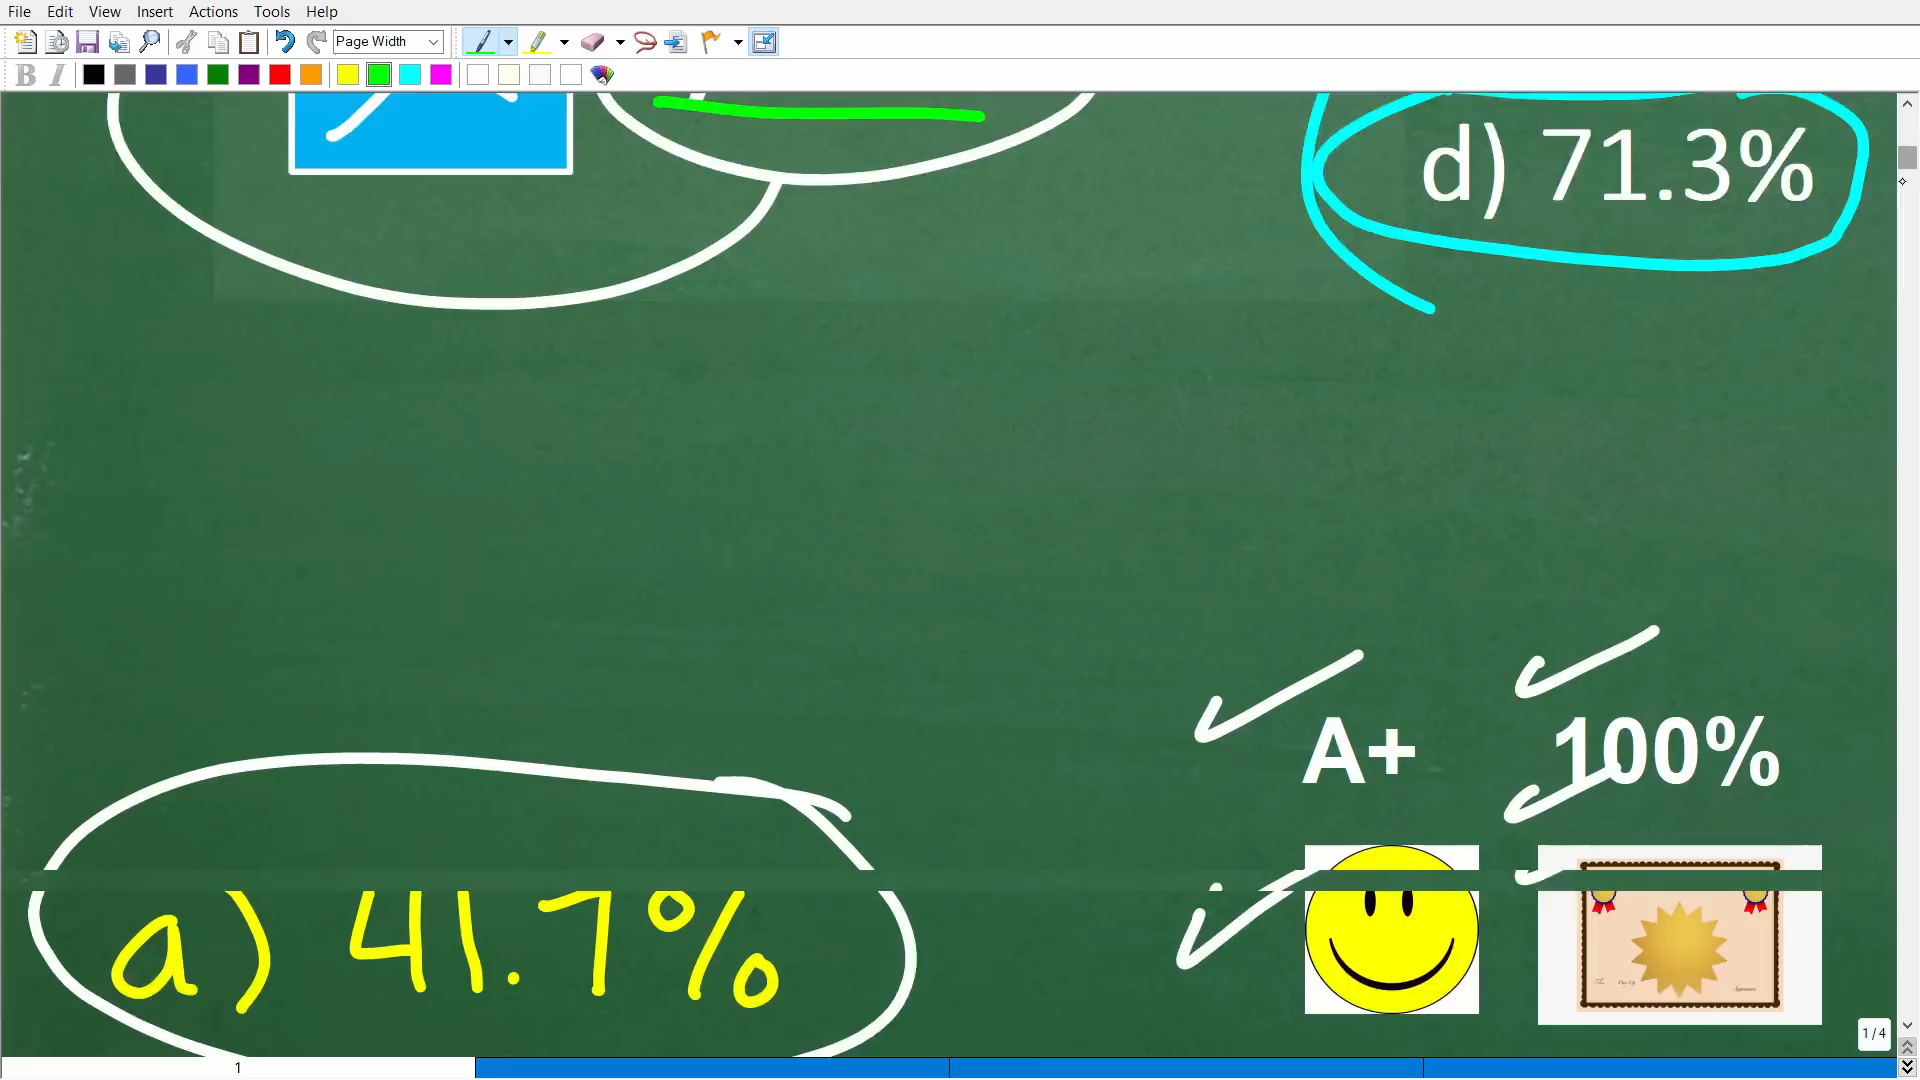 File Edit View Insert Actions Tools Help
Page Width
B I
d) 71.3%
A+ 100%
a) 41.7%
1 / 4
1